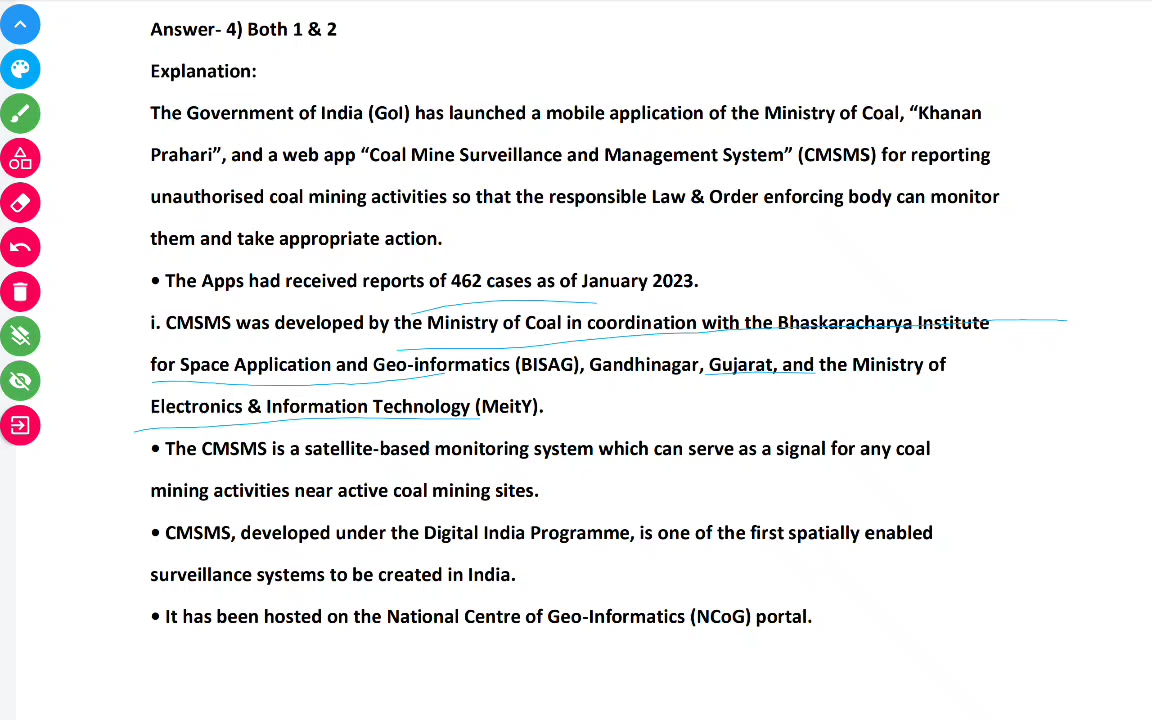 Answer- 4) Both 1 & 2
Explanation:
The Government of India (GoI) has launched a mobile application of the Ministry of Coal, “Khanan
Prahari”, and a web app “Coal Mine Surveillance and Management System” (CMSMS) for reporting
unauthorised coal mining activities so that the responsible Law & Order enforcing body can monitor
them and take appropriate action.
• The Apps had received reports of 462 cases as of January 2023.
i. CMSMS was developed by the Ministry of Coal in coordination with the Bhaskaracharya Institute
for Space Application and Geo-informatics (BISAG), Gandhinagar, Gujarat, and the Ministry of
Electronics & Information Technology (MeitY).
• The CMSMS is a satellite-based monitoring system which can serve as a signal for any coal
mining activities near active coal mining sites.
• CMSMS, developed under the Digital India Programme, is one of the first spatially enabled
surveillance systems to be created in India.
• It has been hosted on the National Centre of Geo-Informatics (NCoG) portal.